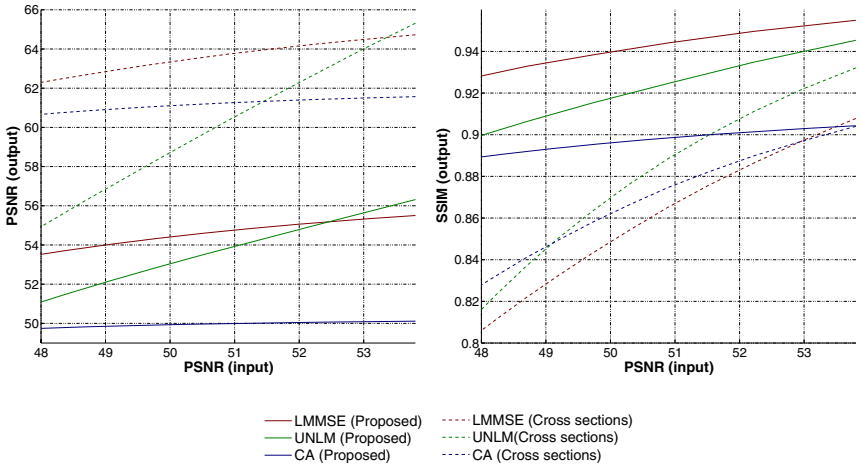 66
64
62
60
58
56
54
52
50
48 49 50 51 52 53
PSNR (output)
PSNR (input)
0.94
0.92
0.9
0.88
0.86
0.84
0.82
0.8
48 49 50 51 52 53
SSIM (output)
PSNR (input)
LMMSE (Proposed)
UNLM (Proposed)
CA (Proposed)
LMMSE (Cross sections)
UNLM(Cross sections)
CA (Cross sections)